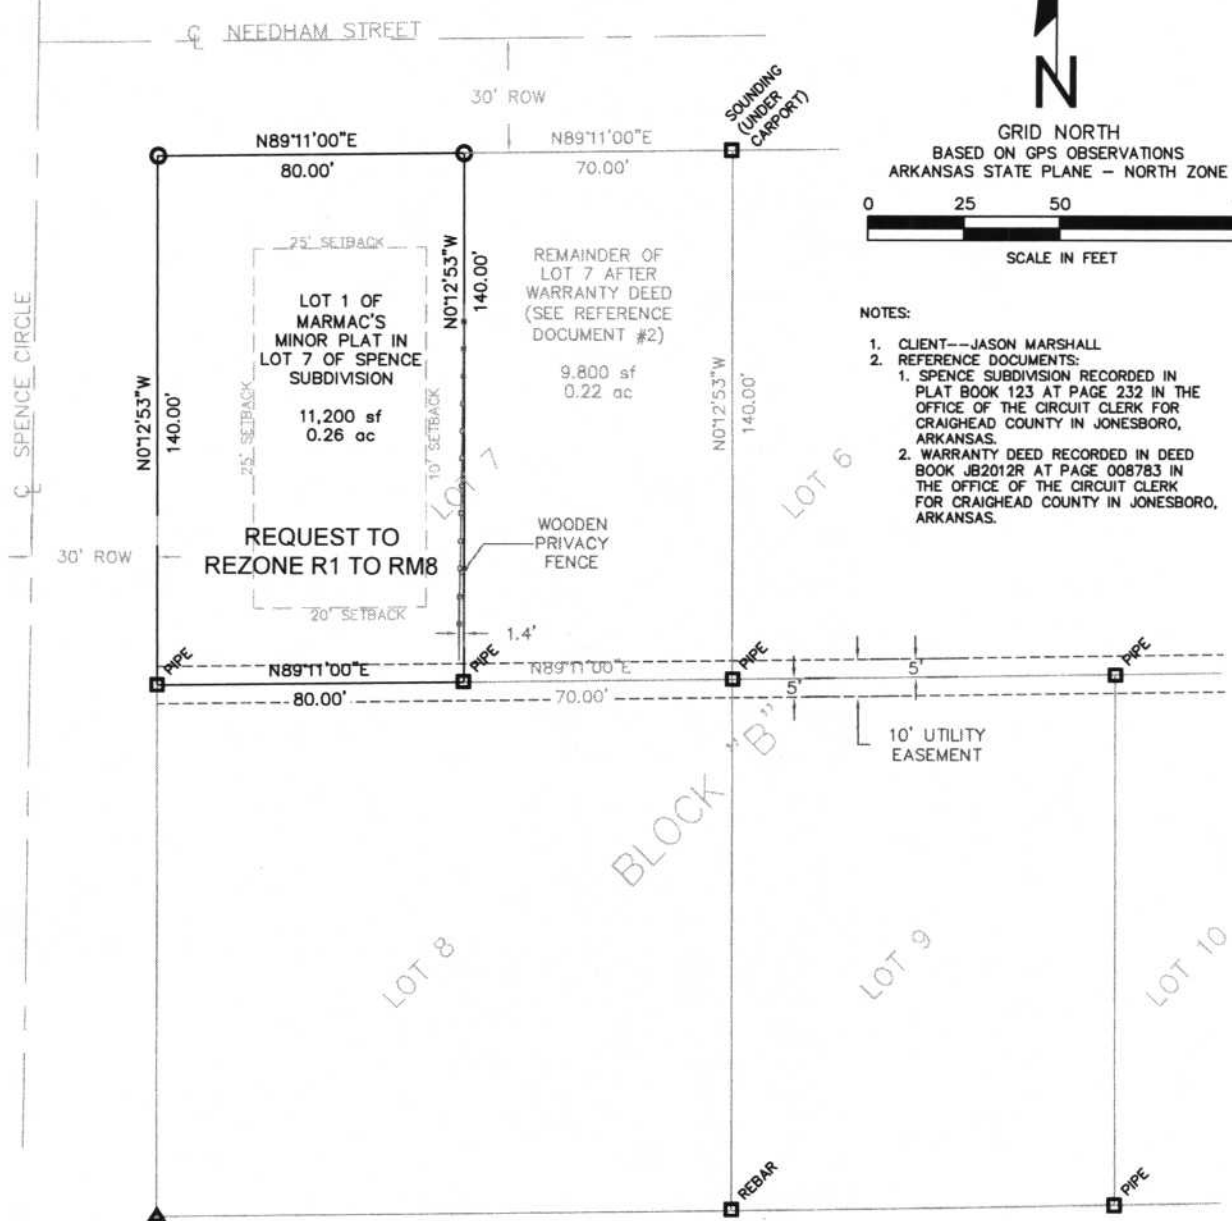 ℄ NEEDHAM STREET
30' ROW
SOUNDING
(UNDER
CARPORT)
N
GRID NORTH
BASED ON GPS OBSERVATIONS
ARKANSAS STATE PLANE - NORTH ZONE
0 25 50
SCALE IN FEET
N89°11'00"E
80.00'
N89°11'00"E
70.00'
25' SETBACK
LOT 1 OF
MARMAC'S
MINOR PLAT IN
LOT 7 OF SPENCE
SUBDIVISION
11,200 sf
0.26 ac
N0°12'53"W
140.00'
N0°12'53"W
140.00'
REMAINDER OF
LOT 7 AFTER
WARRANTY DEED
(SEE REFERENCE
DOCUMENT #2)
9.800 sf
0.22 ac
N0°12'53"W
140.00'
NOTES:
1. CLIENT--JASON MARSHALL
2. REFERENCE DOCUMENTS:
1. SPENCE SUBDIVISION RECORDED IN
PLAT BOOK 123 AT PAGE 232 IN THE
OFFICE OF THE CIRCUIT CLERK FOR
CRAIGHEAD COUNTY IN JONESBORO,
ARKANSAS.
2. WARRANTY DEED RECORDED IN DEED
BOOK JB2012R AT PAGE 008783 IN
THE OFFICE OF THE CIRCUIT CLERK
FOR CRAIGHEAD COUNTY IN JONESBORO,
ARKANSAS.
℄ SPENCE CIRCLE
25' SETBACK
10' SETBACK
LOT 7
LOT 6
30' ROW
REQUEST TO
REZONE R1 TO RM8
WOODEN
PRIVACY
FENCE
20' SETBACK
1.4'
PIPE
N89°11'00"E
80.00'
PIPE
N89°11'00"E
70.00'
PIPE
5'
5'
PIPE
10' UTILITY
EASEMENT
BLOCK "B"
LOT 8
LOT 9
LOT 10
REBAR
PIPE